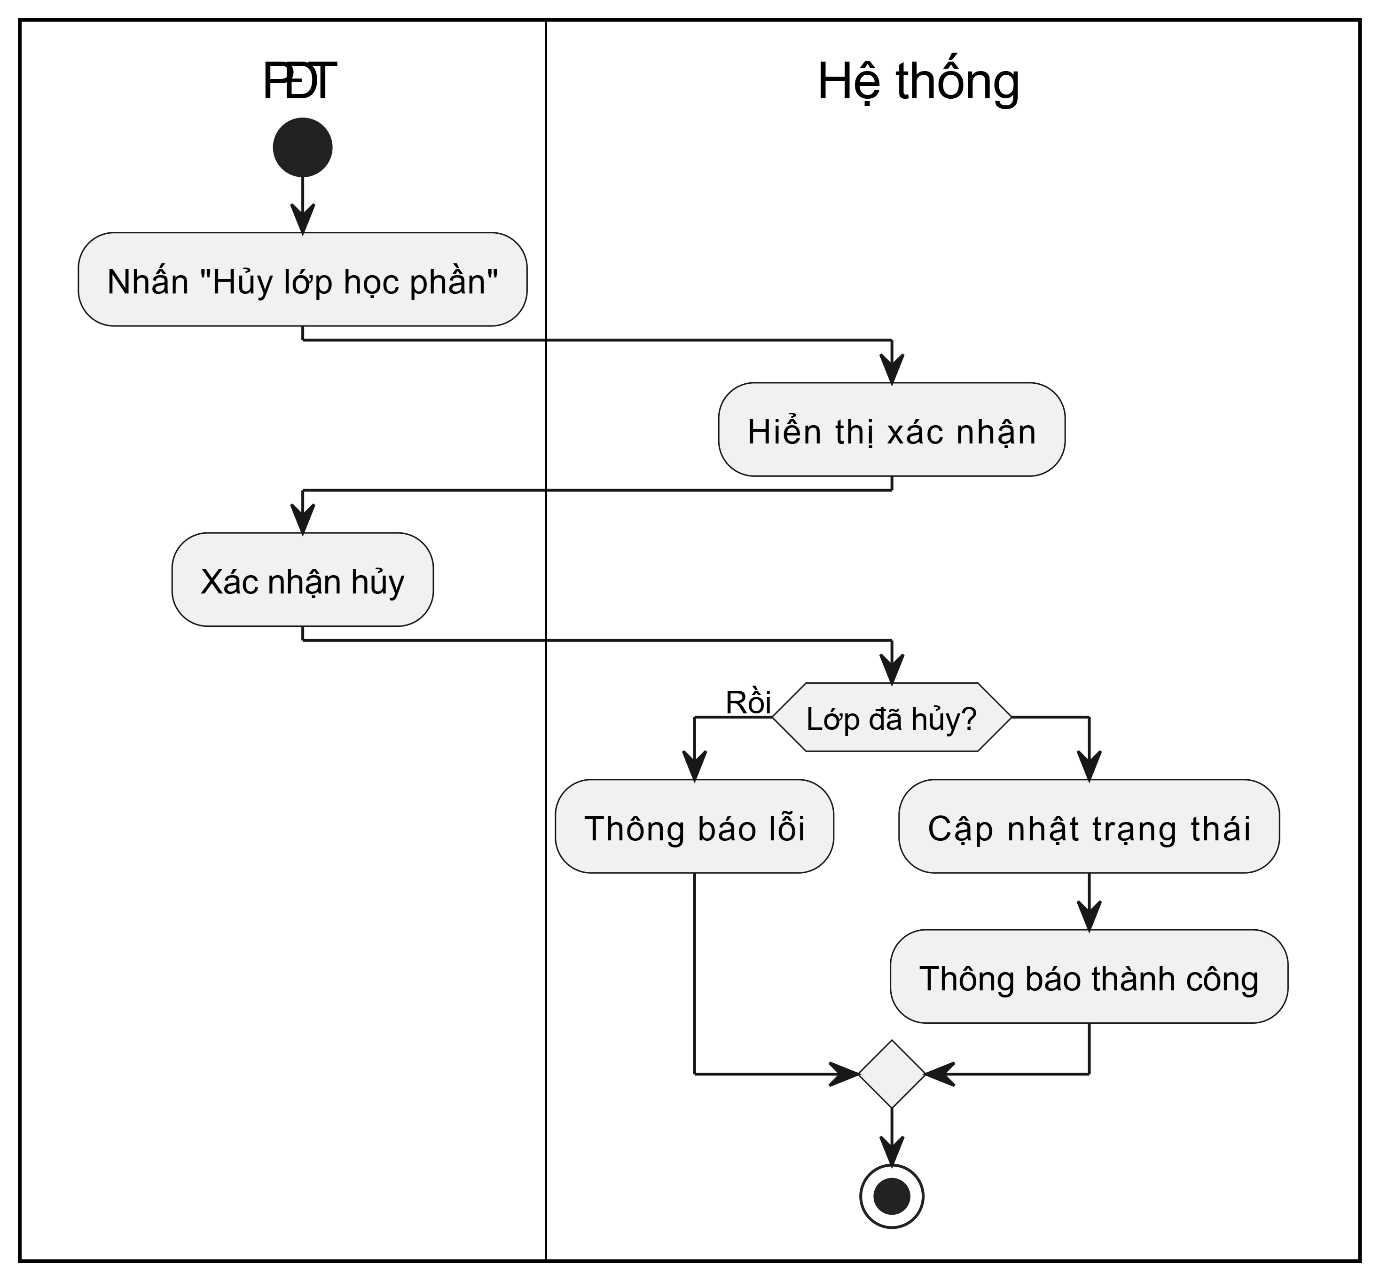 PĐT
Hệ thống
Nhấn "Hủy lớp học phần"
Hiển thị xác nhận
Xác nhận hủy
Rồi
Lớp đã hủy?
Thông báo lỗi
Cập nhật trạng thái
Thông báo thành công